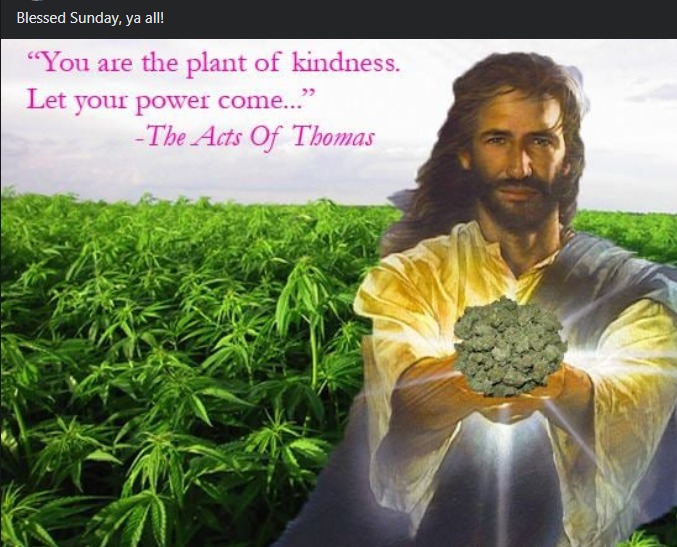 Blessed Sunday, ya all!
“You are the plant of kindness.
Let your power come...”
-The Acts Of Thomas